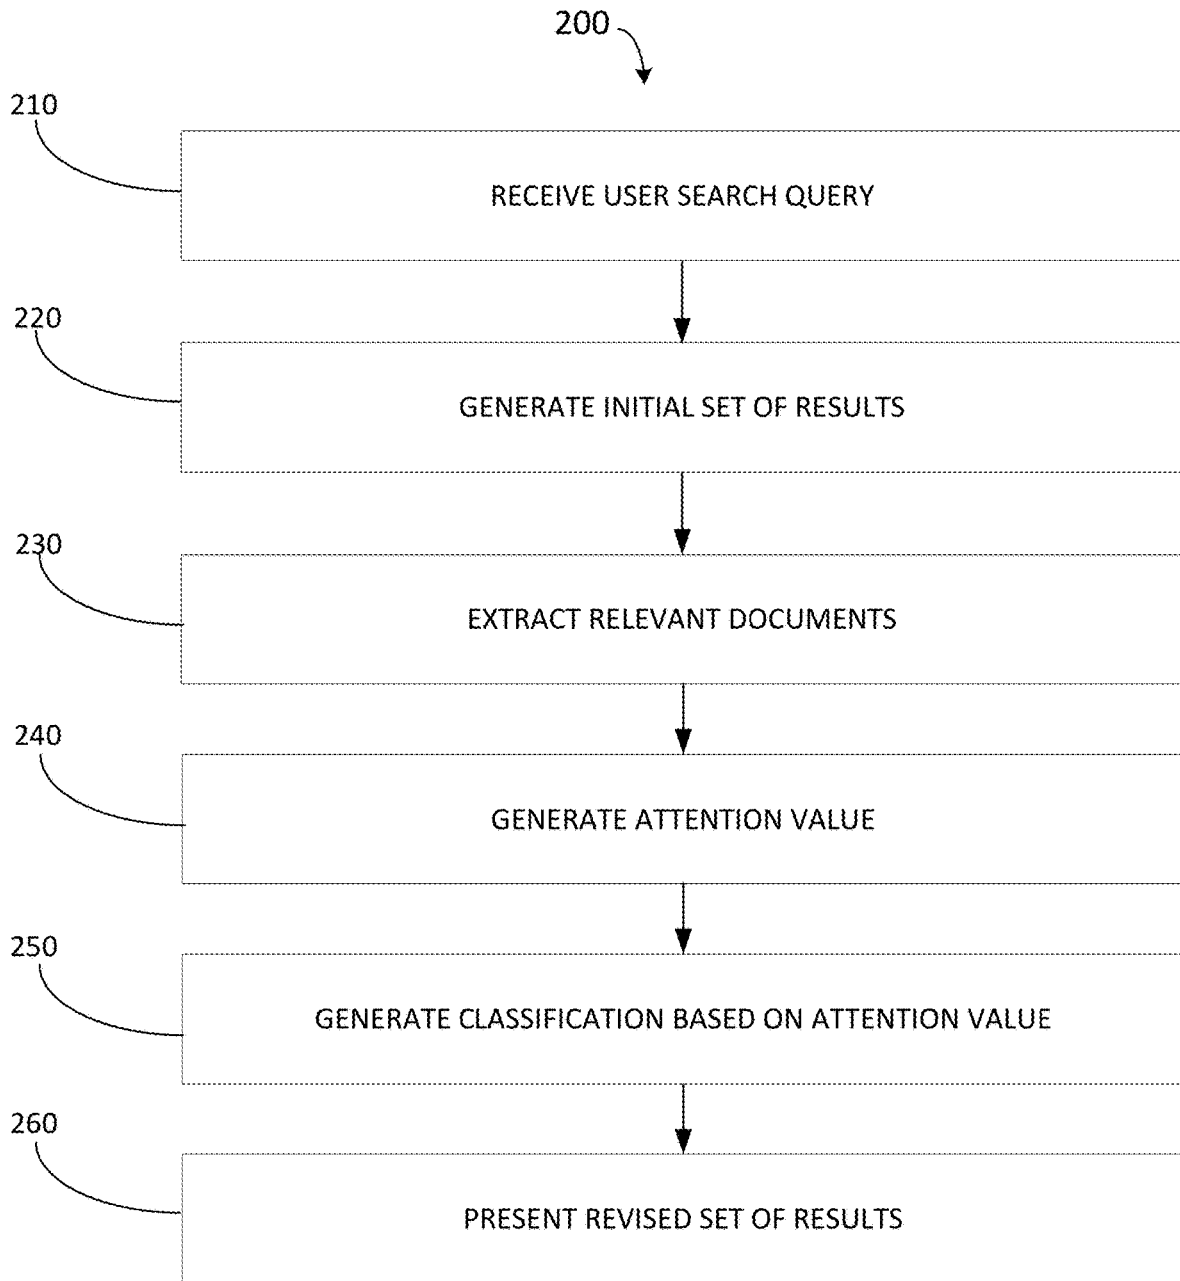 200
210
RECEIVE USER SEARCH QUERY
220
GENERATE INITIAL SET OF RESULTS
230
EXTRACT RELEVANT DOCUMENTS
240
GENERATE ATTENTION VALUE
250
GENERATE CLASSIFICATION BASED ON ATTENTION VALUE
260
PRESENT REVISED SET OF RESULTS